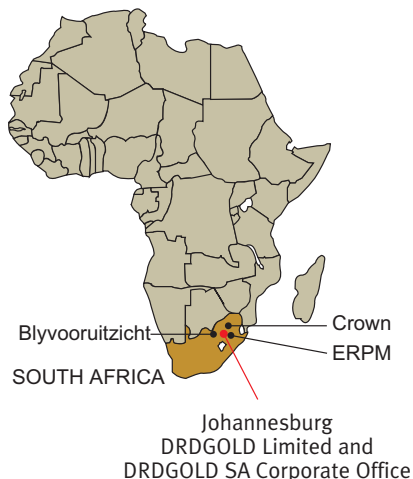 Blyvooruitzicht
Crown
ERPM
SOUTH AFRICA
Johannesburg
DRDGOLD Limited and
DRDGOLD SA Corporate Office